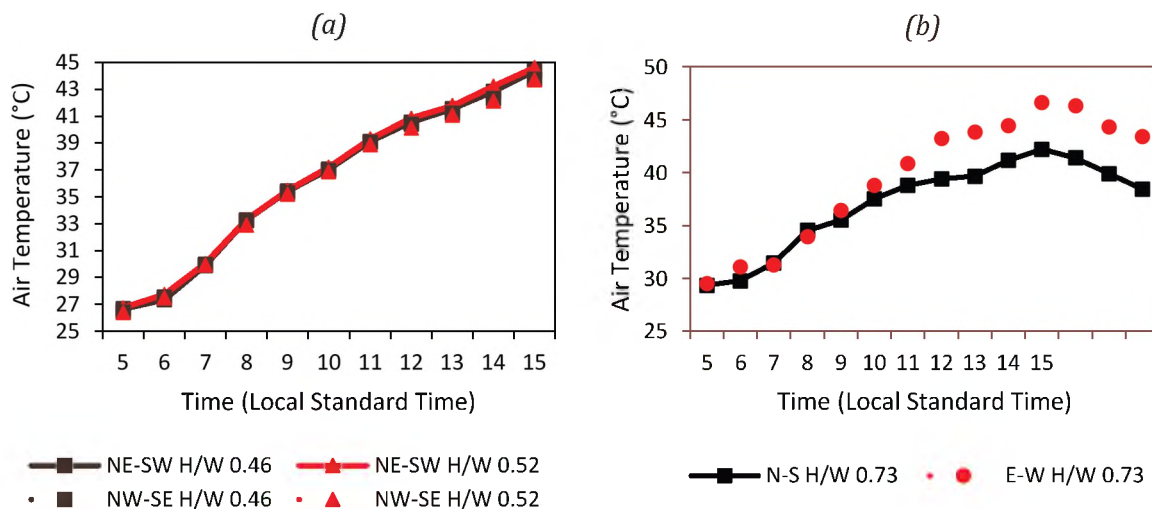 (a)
(b)
Air Temperature (°C)
45
43
41
39
37
35
33
31
29
27
25
5 6 7 8 9 10 11 12 13 14 15
Time (Local Standard Time)
NE-SW H/W 0.46 NE-SW H/W 0.52
NW-SE H/W 0.46 NW-SE H/W 0.52
Air Temperature (°C)
50
45
40
35
30
25
5 6 7 8 9 10 11 12 13 14 15
Time (Local Standard Time)
N-S H/W 0.73 E-W H/W 0.73